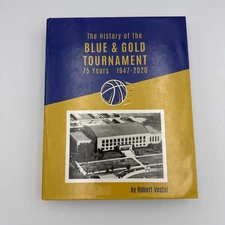 The History of the
BLUE & GOLD
TOURNAMENT
75 Years 1947-2020
by Robert Vestal